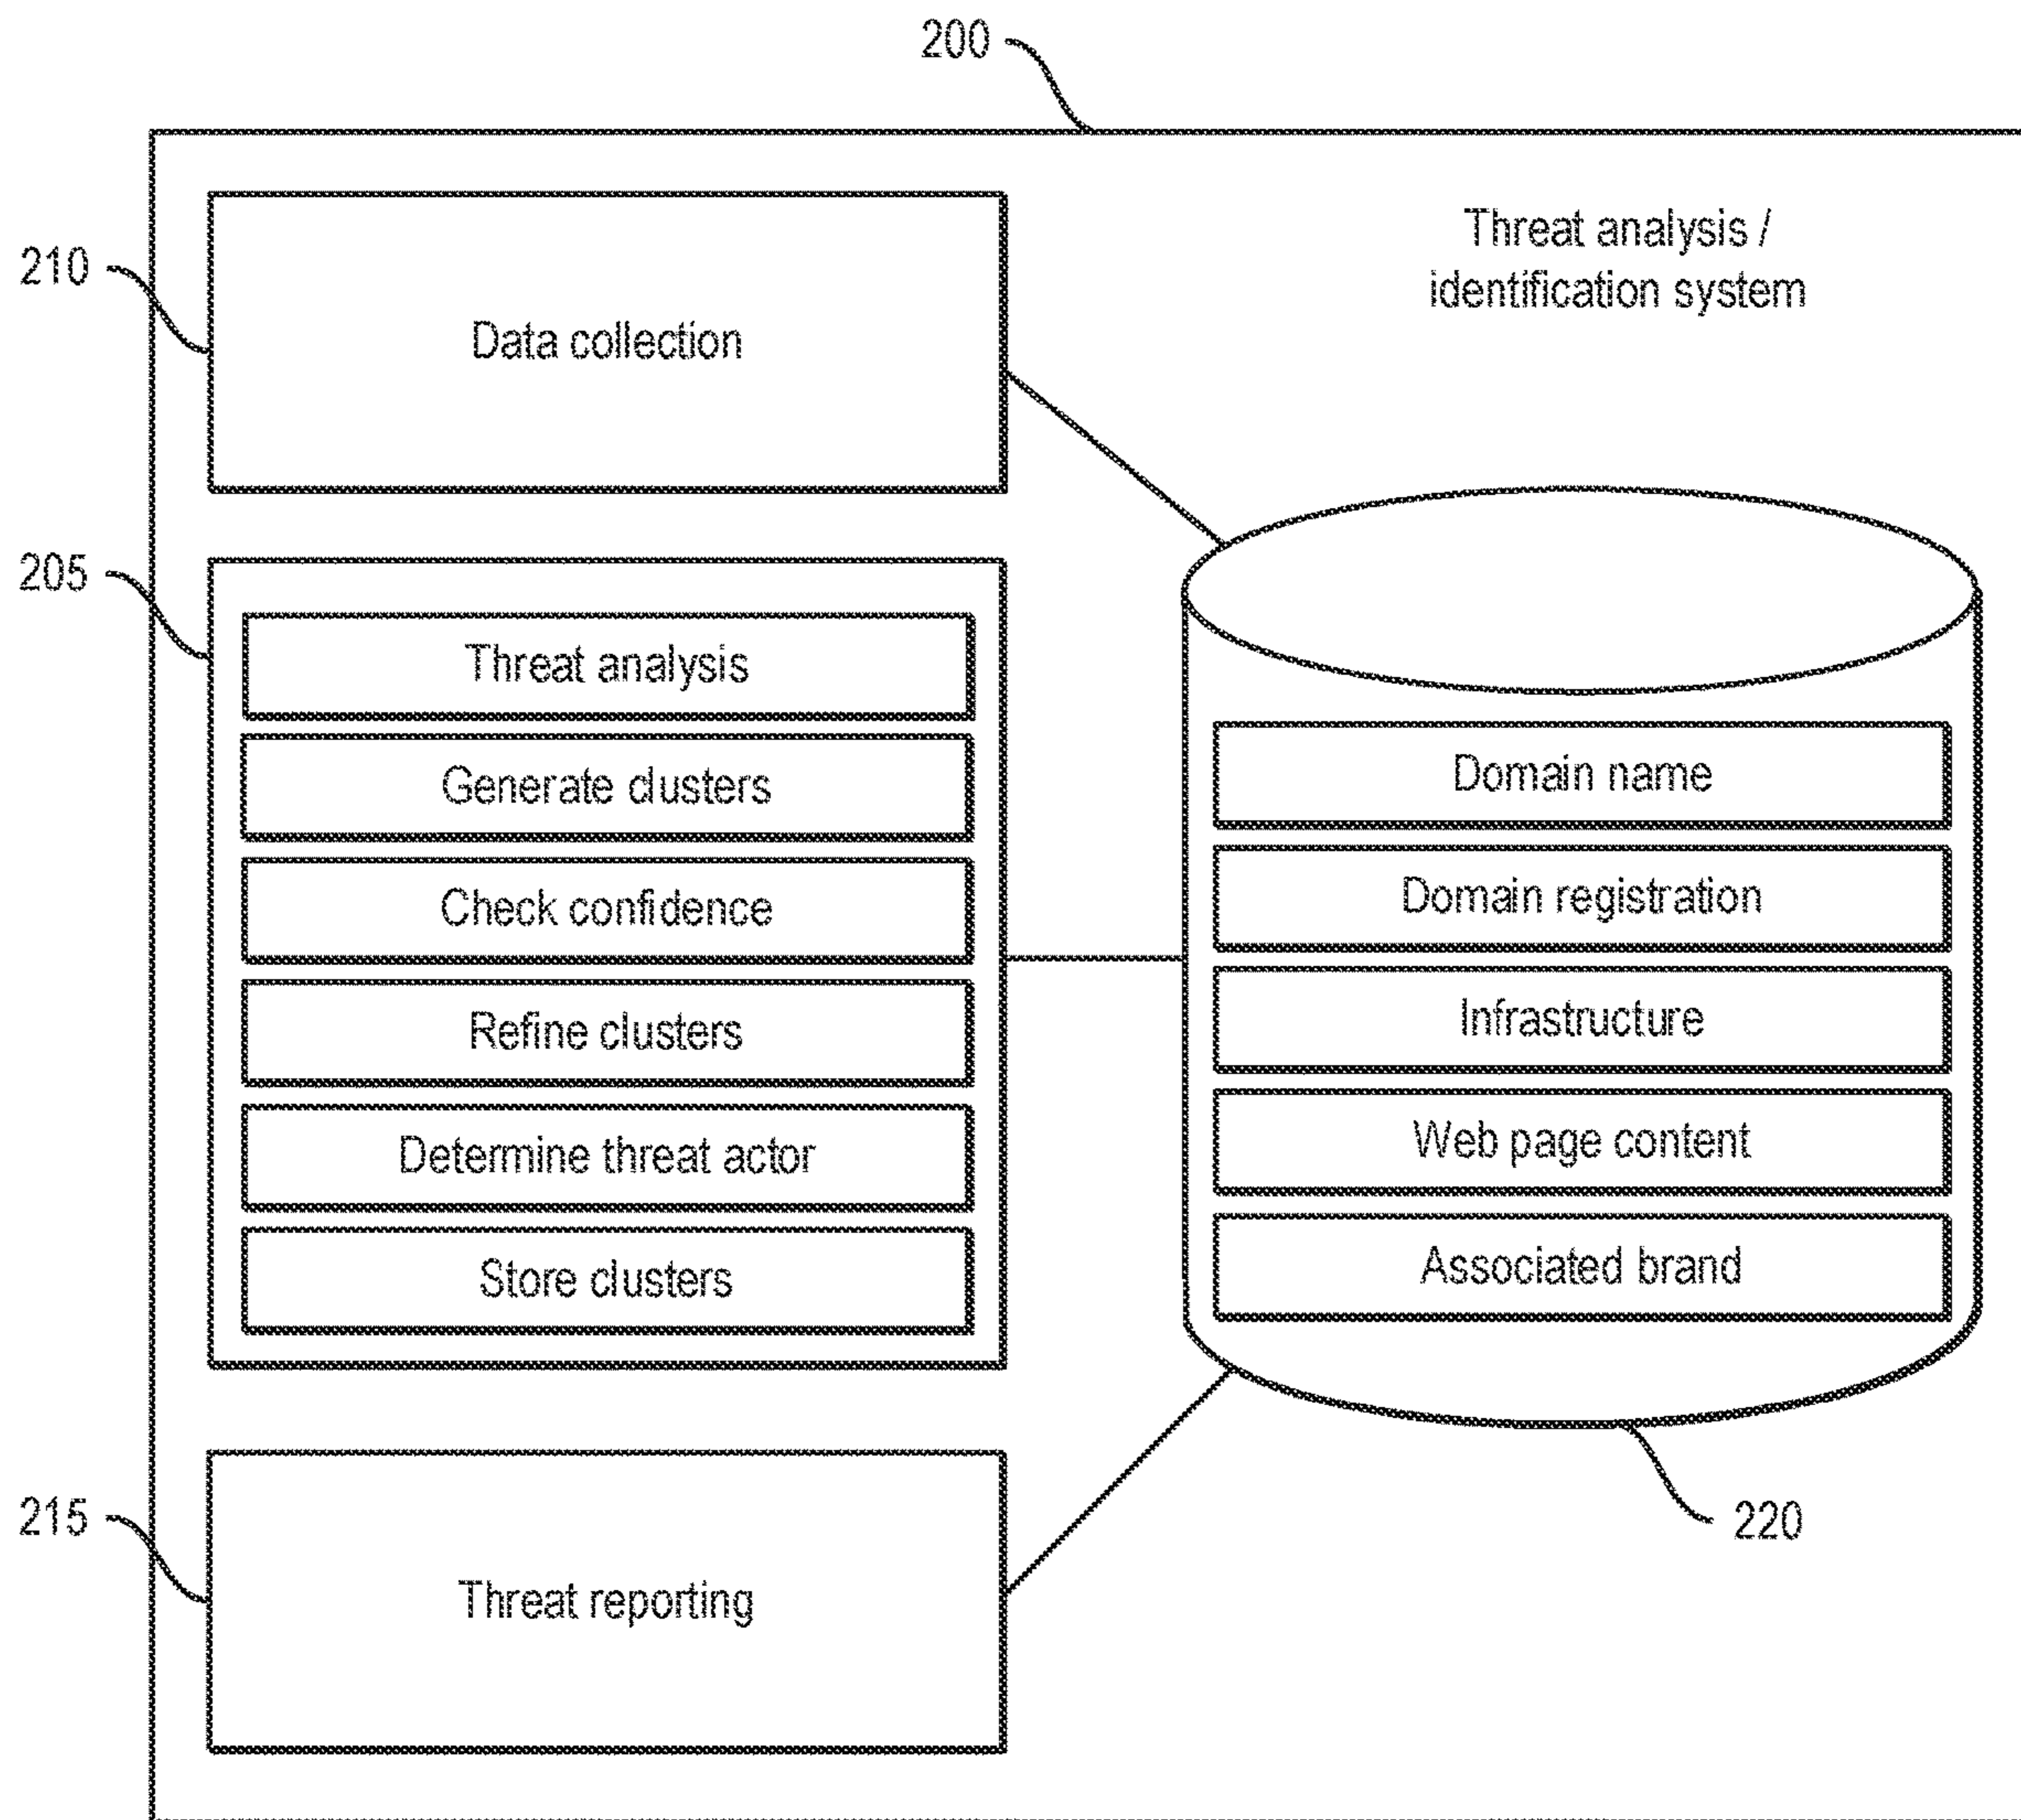 200
Threat analysis /
identification system
210
Data collection
205
Threat analysis
Generate clusters
Check confidence
Refine clusters
Determine threat actor
Store clusters
Domain name
Domain registration
Infrastructure
Web page content
Associated brand
215
Threat reporting
220